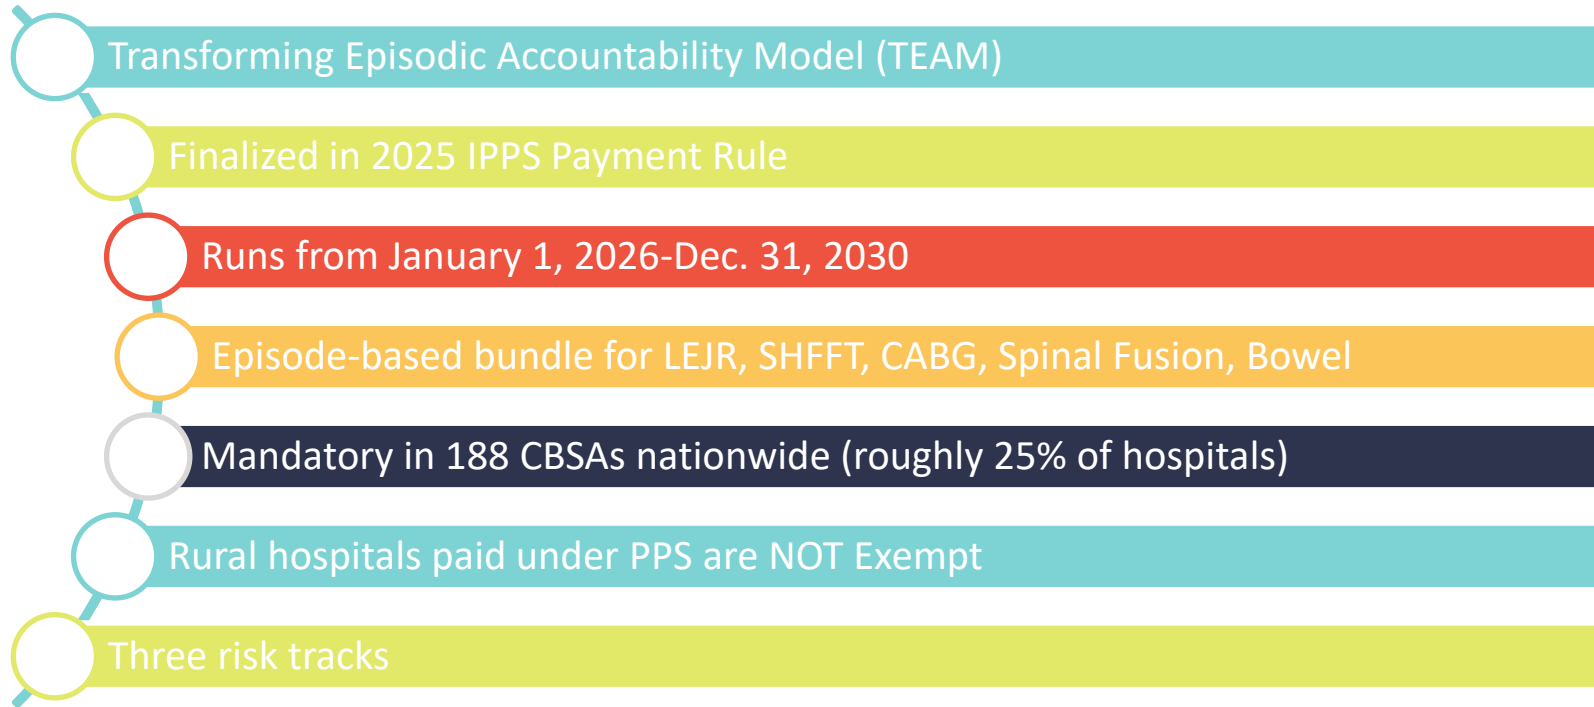 Transforming Episodic Accountability Model (TEAM)
Finalized in 2025 IPPS Payment Rule
Runs from January 1, 2026-Dec. 31, 2030
Episode-based bundle for LEJR, SHFFT, CABG, Spinal Fusion, Bowel
Mandatory in 188 CBSAs nationwide (roughly 25% of hospitals)
Rural hospitals paid under PPS are NOT Exempt
Three risk tracks